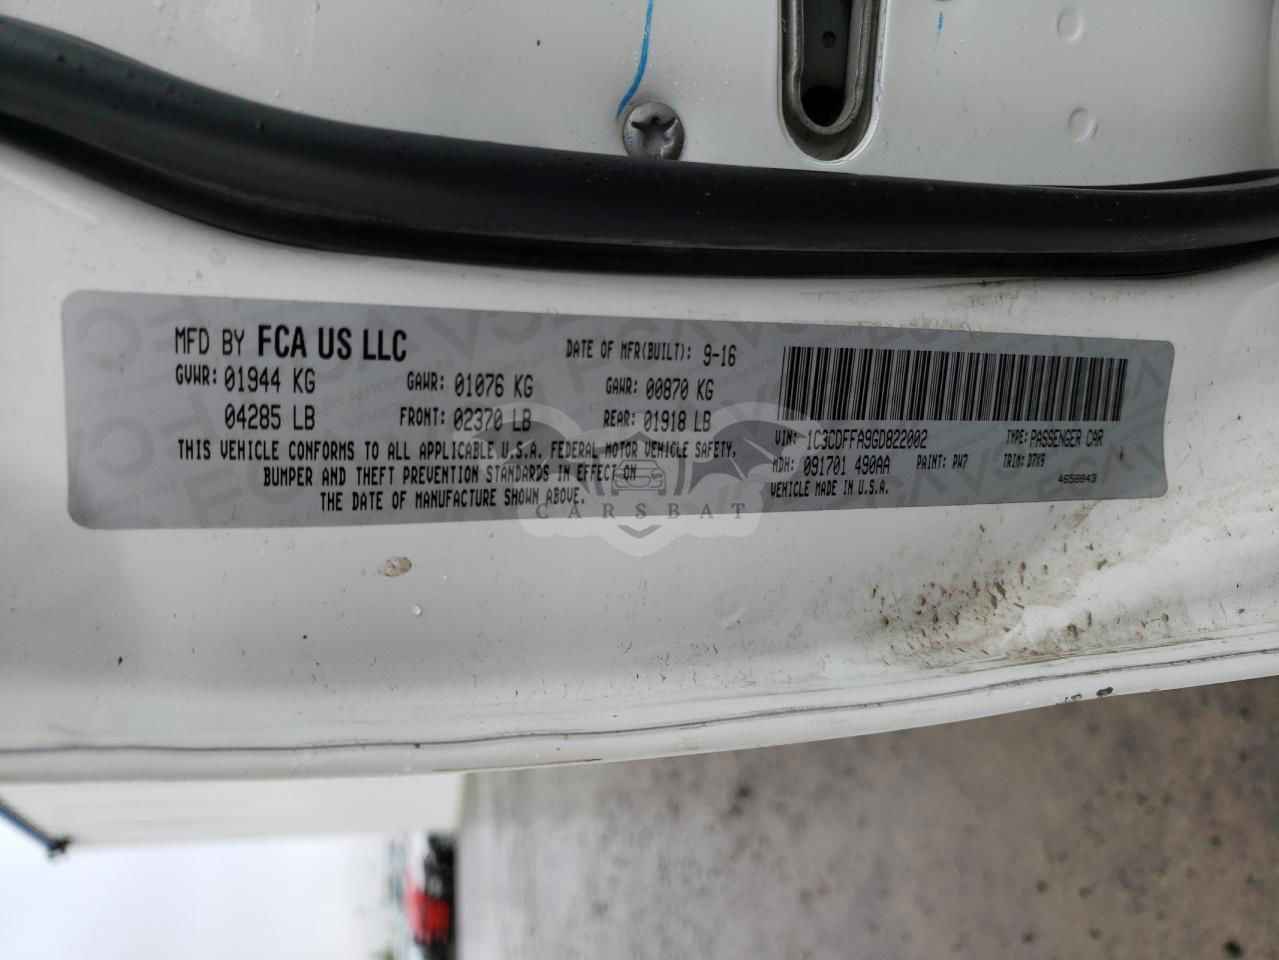 MFD BY FCA US LLC DATE OF MFR(BUILT): 9-16
GVWR: 01944 KG GAWR: 01076 KG GAWR: 00870 KG
04285 LB FRONT: 02370 LB REAR: 01918 LB
THIS VEHICLE CONFORMS TO ALL APPLICABLE U.S.A. FEDERAL MOTOR VEHICLE SAFETY,
BUMPER AND THEFT PREVENTION STANDARDS IN EFFECT ON
THE DATE OF MANUFACTURE SHOWN ABOVE.
VIN: 1C3CDFFA9GD822002 TYPE: PASSENGER CAR
MDH: 091701 490AA PAINT: PW7 TRIM: D7X9
VEHICLE MADE IN U.S.A. 4658843
CARSBAT